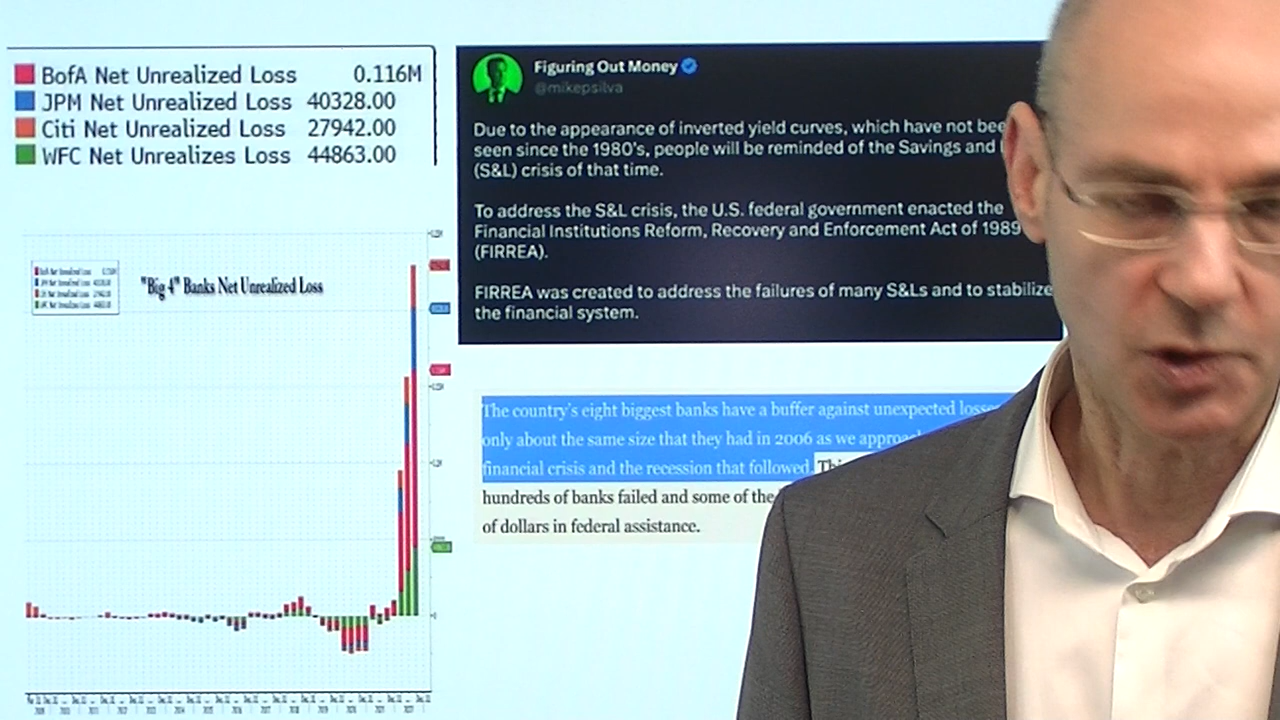 BofA Net Unrealized Loss 0.116M
JPM Net Unrealized Loss 40328.00
Citi Net Unrealized Loss 27942.00
WFC Net Unrealizes Loss 44863.00
"Big 4" Banks Net Unrealized Loss
Figuring Out Money
@mikepsilva
Due to the appearance of inverted yield curves, which have not bee
seen since the 1980's, people will be reminded of the Savings and
(S&L) crisis of that time.
To address the S&L crisis, the U.S. federal government enacted the
Financial Institutions Reform, Recovery and Enforcement Act of 1989
(FIRREA).
FIRREA was created to address the failures of many S&Ls and to stabilize
the financial system.
The country's eight biggest banks have a buffer against unexpected losse
only about the same size that they had in 2006 as we approac
financial crisis and the recession that followed. Thi
hundreds of banks failed and some of the
of dollars in federal assistance.